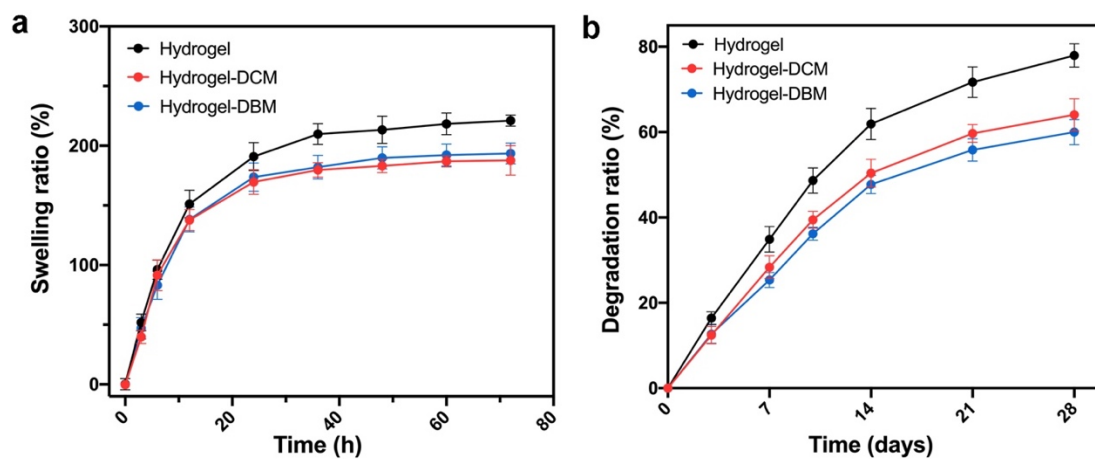 a
300
200
100
0
Swelling ratio (%)
Hydrogel
Hydrogel-DCM
Hydrogel-DBM
0
20
40
60
80
Time (h)
b
80
60
40
20
0
Degradation ratio (%)
Hydrogel
Hydrogel-DCM
Hydrogel-DBM
0
7
14
21
28
Time (days)